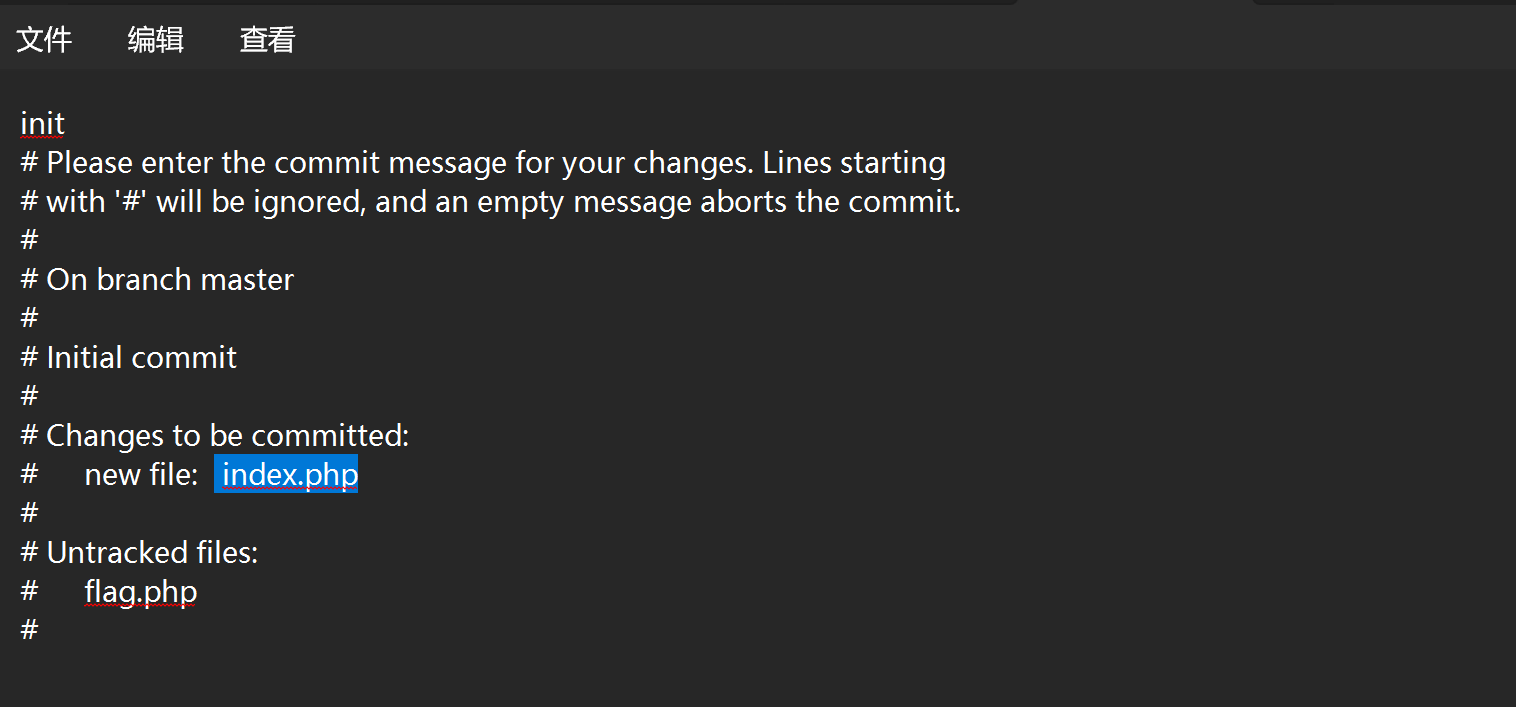 文件 编辑 查看
init
# Please enter the commit message for your changes. Lines starting
# with '#' will be ignored, and an empty message aborts the commit.
#
# On branch master
#
# Initial commit
#
# Changes to be committed:
# new file: index.php
#
# Untracked files:
# flag.php
#